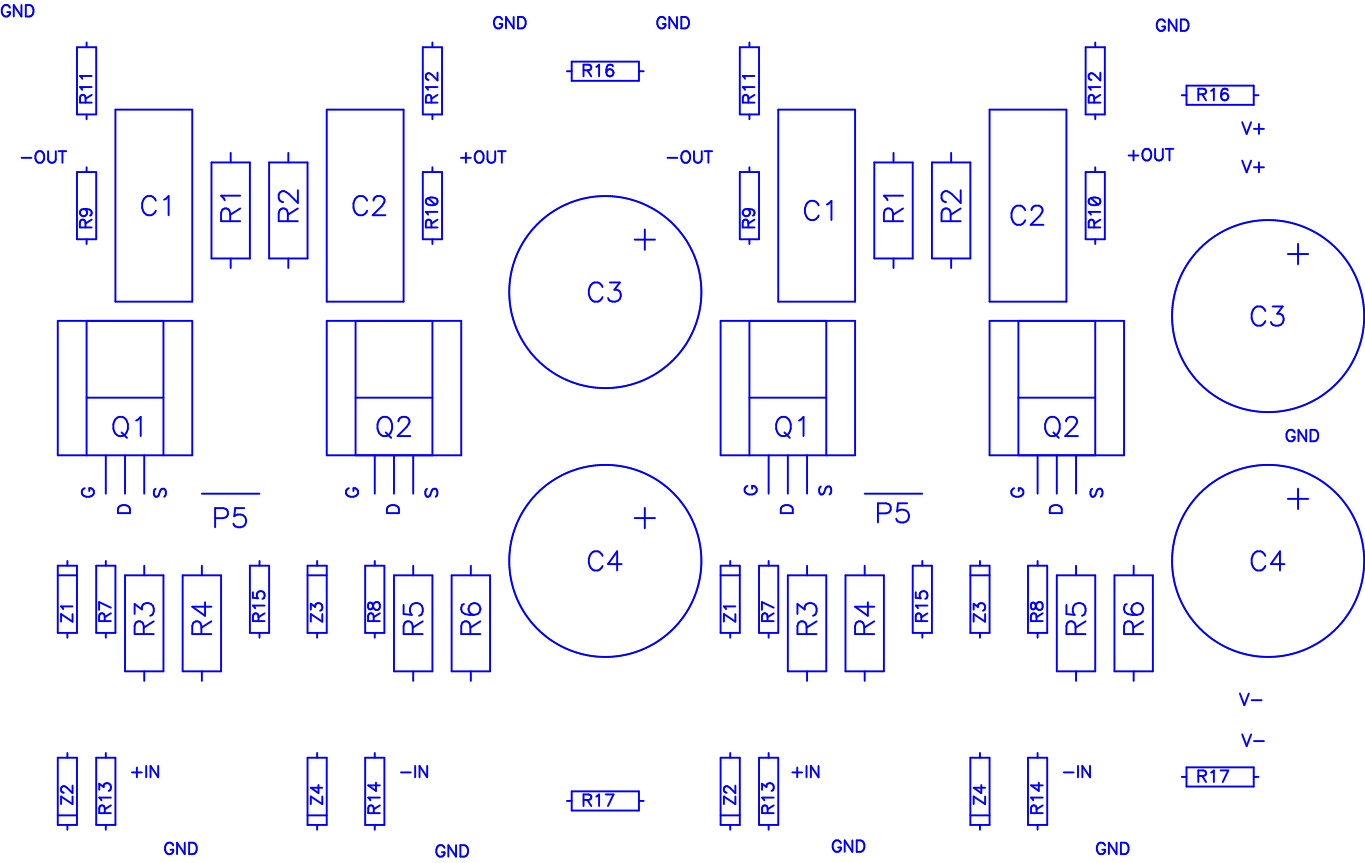 GND
GND GND GND
R11 R12 R16 R11 R12 R16
V+
-OUT +OUT -OUT +OUT
V+
R9 C1 R1 R2 C2 R10 R9 C1 R1 R2 C2 R10
+ +
C3 C3
Q1 Q2 Q1 Q2 GND
G S G S G S G S +
D P5 D + D P5 D
C4 C4
Z1 R7 R3 R4 R15 Z3 R8 R5 R6 Z1 R7 R3 R4 R15 Z3 R8 R5 R6
V-
V-
+IN -IN +IN -IN R17
Z2 R13 Z4 R14 R17 Z2 R13 Z4 R14
GND GND GND GND